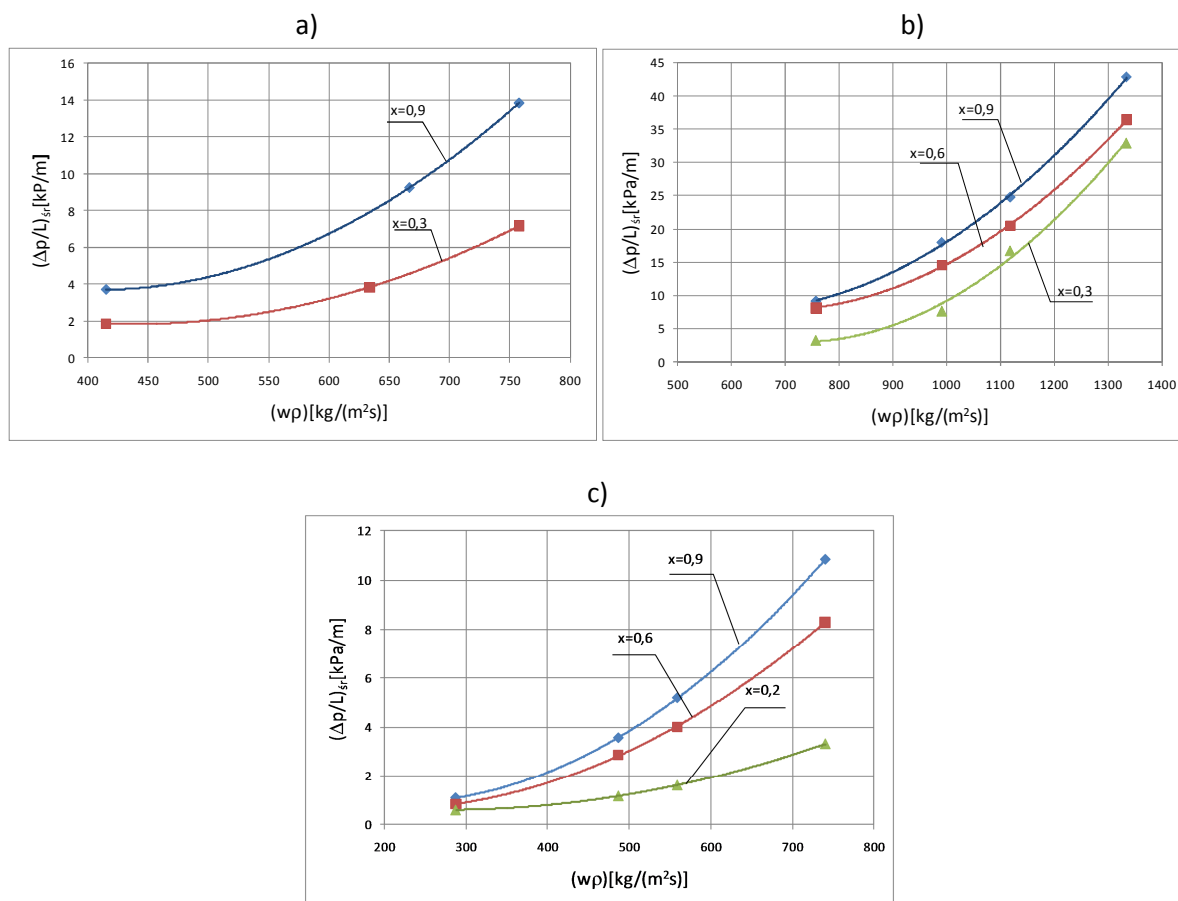 a)
16
14
12
10
8
6
4
2
0
400 450 500 550 600 650 700 750 800
(Δp/L)śr[kP/m]
(wρ)[kg/(m²s)]
x=0,9
x=0,3
b)
45
40
35
30
25
20
15
10
5
0
500 600 700 800 900 1000 1100 1200 1300 1400
(Δp/L)śr[kPa/m]
(wρ)[kg/(m²s)]
x=0,9
x=0,6
x=0,3
c)
12
10
8
6
4
2
0
200 300 400 500 600 700 800
(Δp/L)śr[kPa/m]
(wρ)[kg/(m²s)]
x=0,9
x=0,6
x=0,2